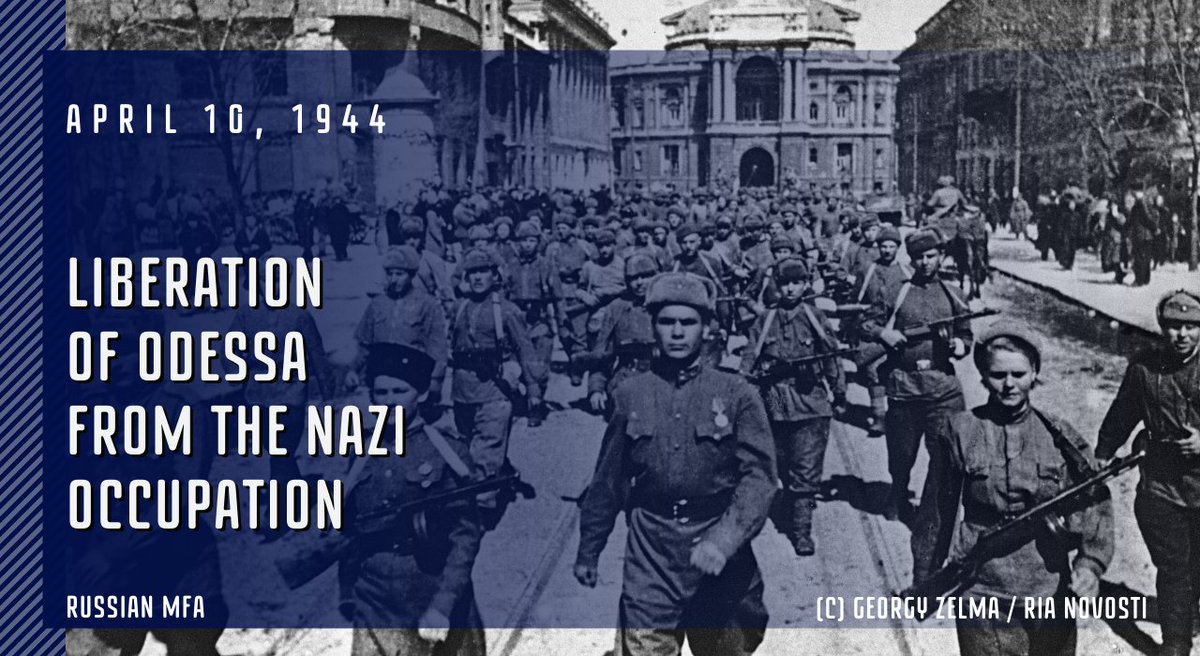 APRIL 10, 1944
LIBERATION
OF ODESSA
FROM THE NAZI
OCCUPATION
RUSSIAN MFA
(C) GEORGY ZELMA / RIA NOVOSTI